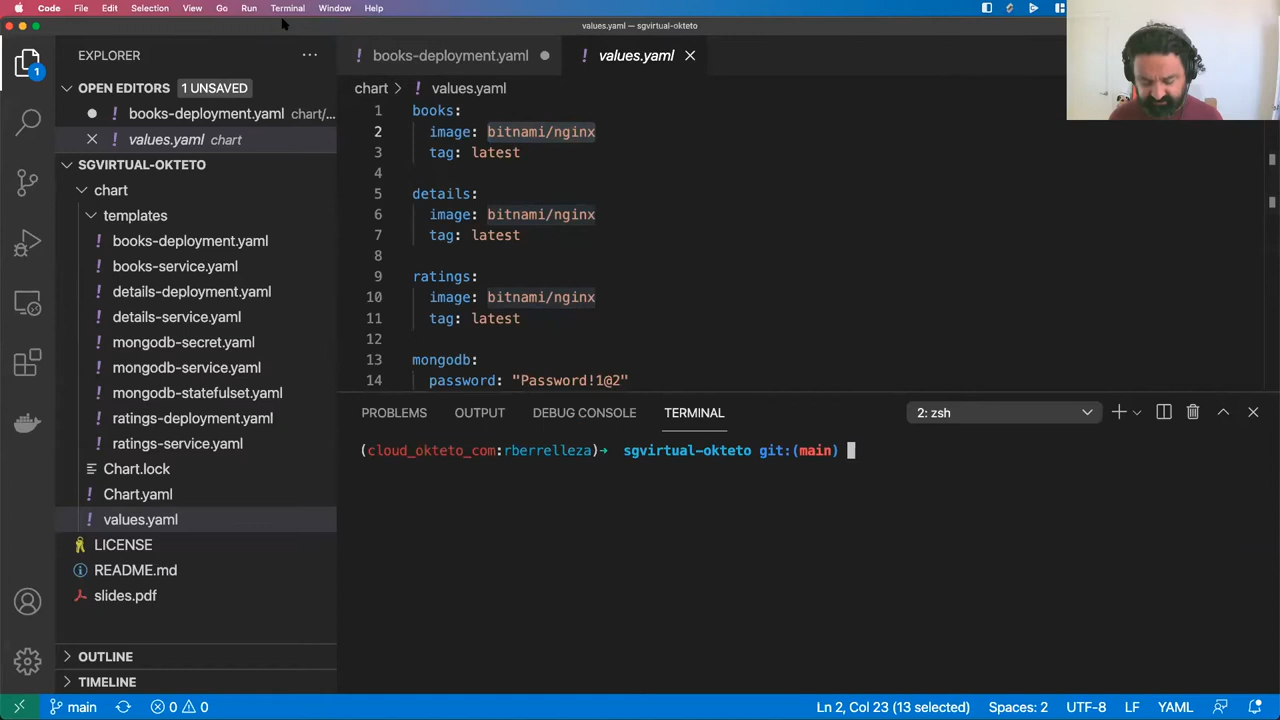 Code File Edit Selection View Go Run Terminal Window Help
values.yaml — sgvirtual-okteto
EXPLORER
1
OPEN EDITORS 1 UNSAVED
books-deployment.yaml chart/...
values.yaml chart
SGVIRTUAL-OKTETO
chart
templates
books-deployment.yaml
books-service.yaml
details-deployment.yaml
details-service.yaml
mongodb-secret.yaml
mongodb-service.yaml
mongodb-statefulset.yaml
ratings-deployment.yaml
ratings-service.yaml
Chart.lock
Chart.yaml
values.yaml
LICENSE
README.md
slides.pdf
OUTLINE
TIMELINE
books-deployment.yaml values.yaml
chart > values.yaml
1 books:
2 image: bitnami/nginx
3 tag: latest
4
5 details:
6 image: bitnami/nginx
7 tag: latest
8
9 ratings:
10 image: bitnami/nginx
11 tag: latest
12
13 mongodb:
14 password: "Password!1@2"
PROBLEMS OUTPUT DEBUG CONSOLE TERMINAL 2: zsh
(cloud_okteto_com:rberrelleza)→ sgvirtual-okteto git:(main)
main 0 0 Ln 2, Col 23 (13 selected) Spaces: 2 UTF-8 LF YAML